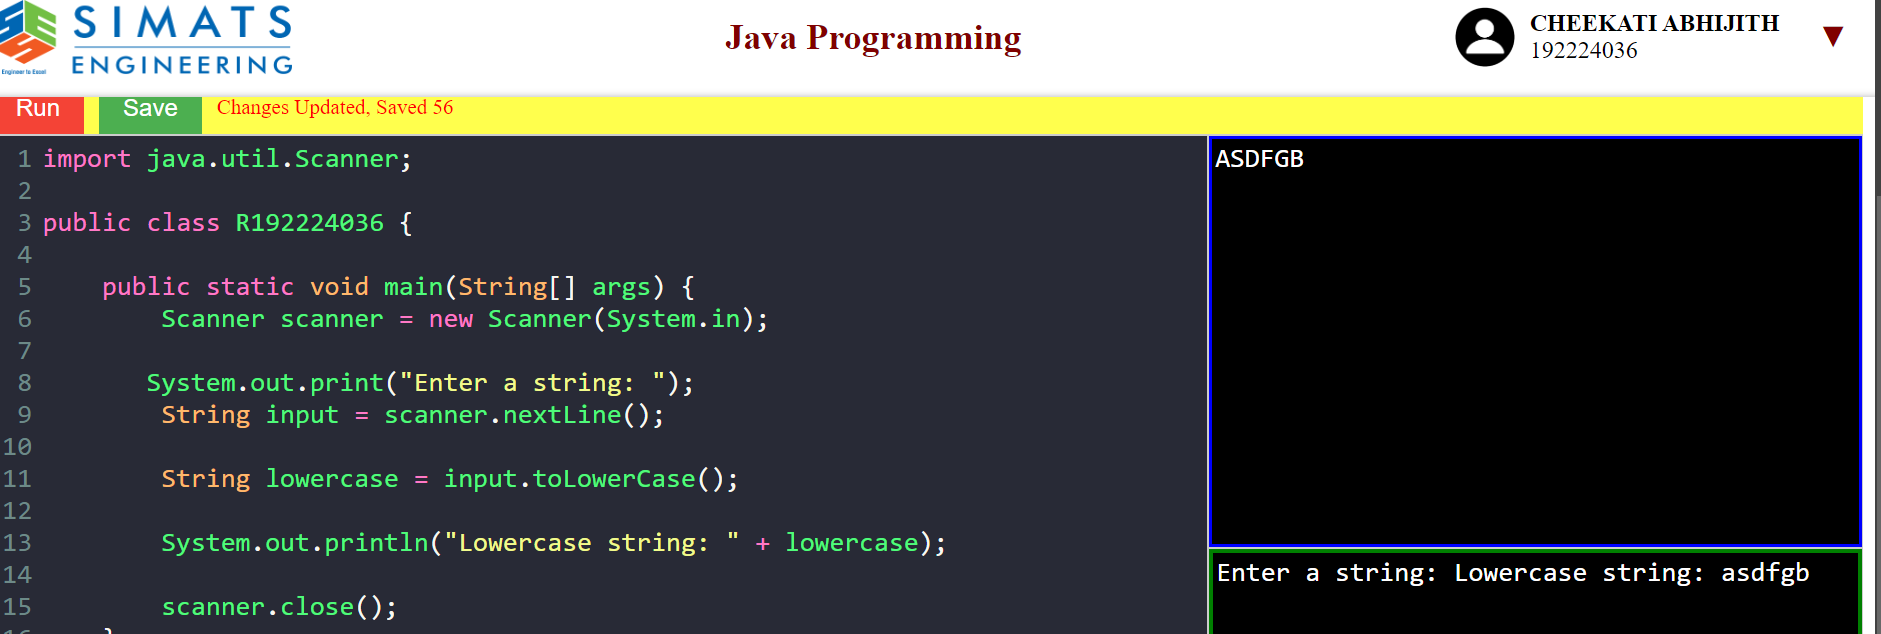 SIMATS
ENGINEERING
Engineer to Excel
Java Programming
CHEEKATI ABHIJITH
192224036
▼
Run Save Changes Updated, Saved 56
1 import java.util.Scanner;
2
3 public class R192224036 {
4
5     public static void main(String[] args) {
6         Scanner scanner = new Scanner(System.in);
7
8        System.out.print("Enter a string: ");
9         String input = scanner.nextLine();
10
11         String lowercase = input.toLowerCase();
12
13         System.out.println("Lowercase string: " + lowercase);
14
15         scanner.close();
16     }
ASDFGB
Enter a string: Lowercase string: asdfgb